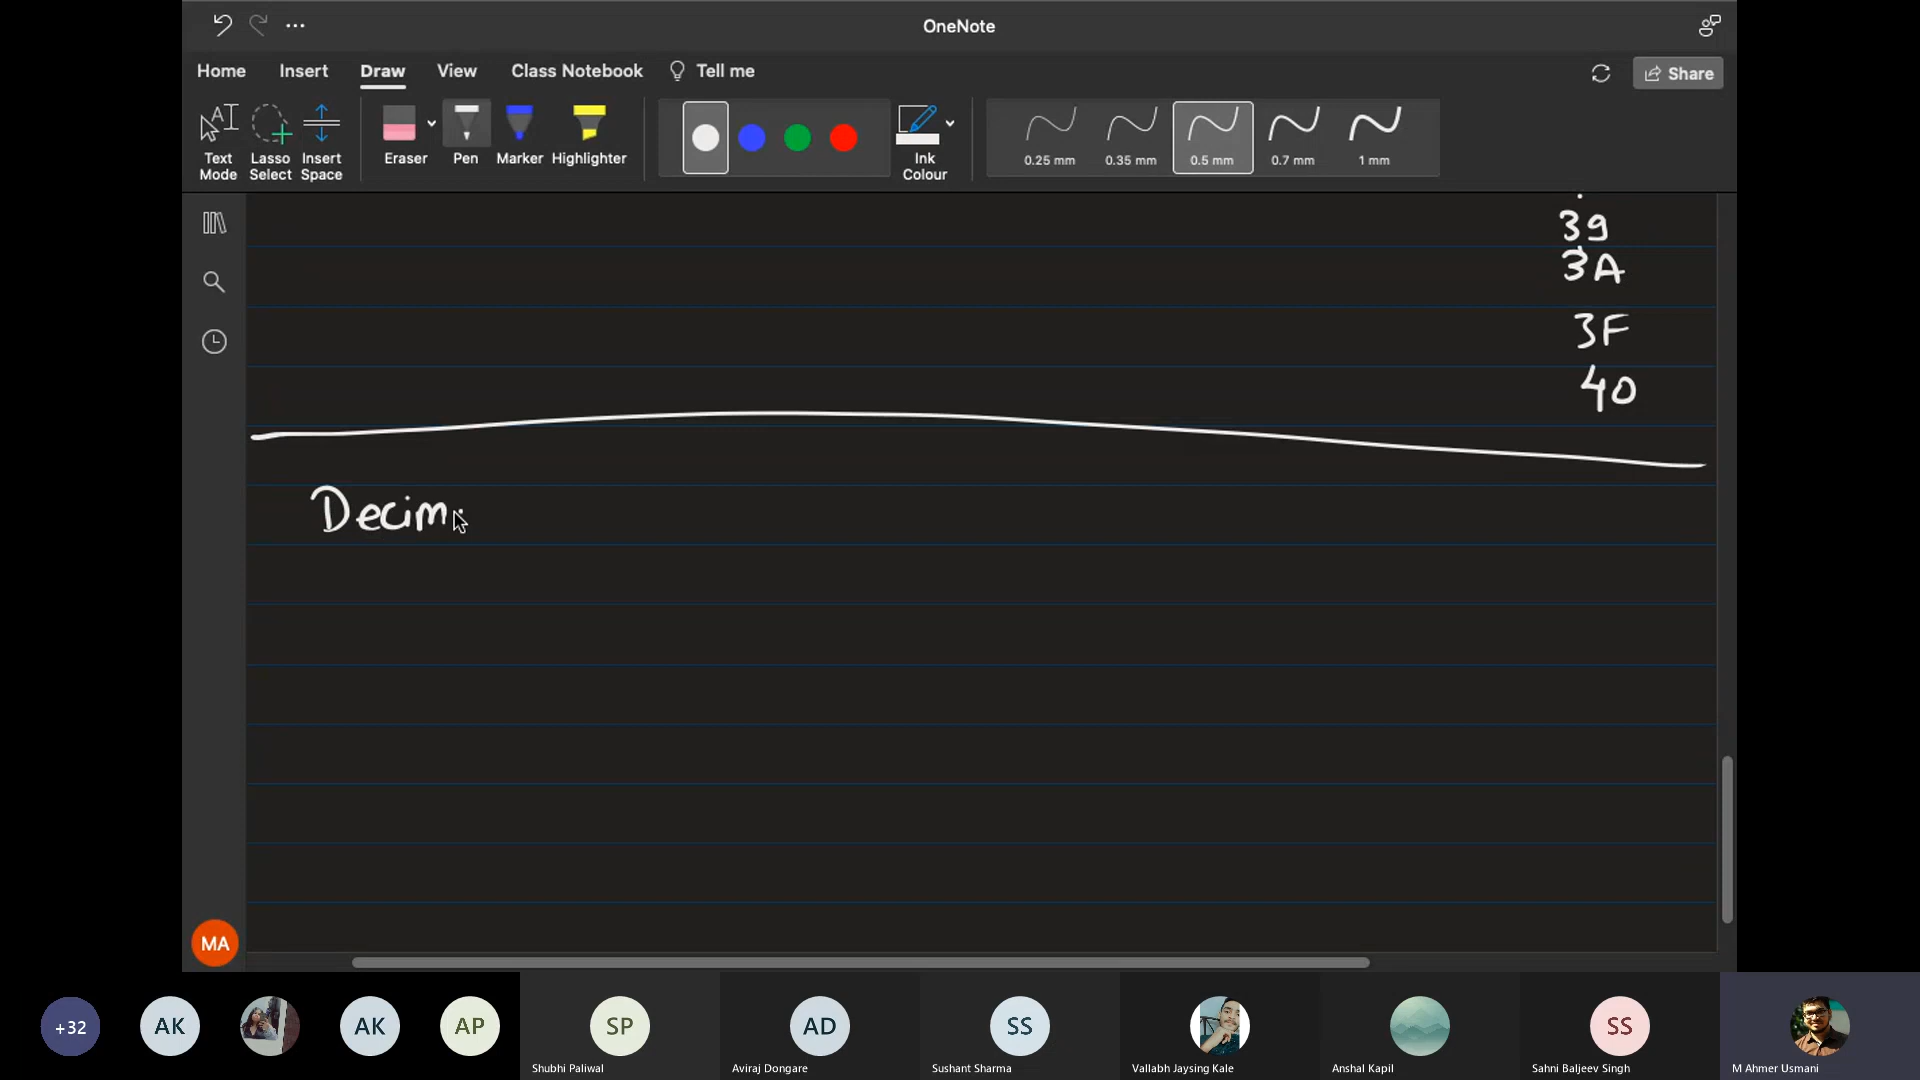 OneNote
Home Insert Draw View Class Notebook Tell me Share
Text Mode
Lasso Select
Insert Space
Eraser
Pen
Marker
Highlighter
Ink Colour
0.25 mm
0.35 mm
0.5 mm
0.7 mm
1 mm
39
3A
3F
40
Decim
MA
+32
AK
AK
AP
SP
Shubhi Paliwal
AD
Aviraj Dongare
SS
Sushant Sharma
Vallabh Jaysing Kale
Anshal Kapil
SS
Sahni Baljeev Singh
M Ahmer Usmani